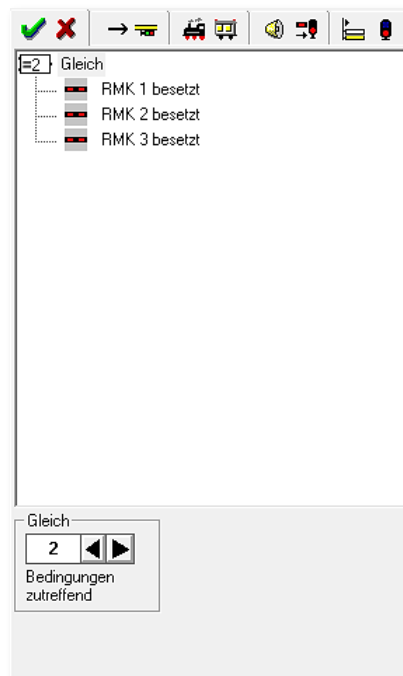 =2 Gleich
RMK 1 besetzt
RMK 2 besetzt
RMK 3 besetzt
Gleich
2
Bedingungen
zutreffend